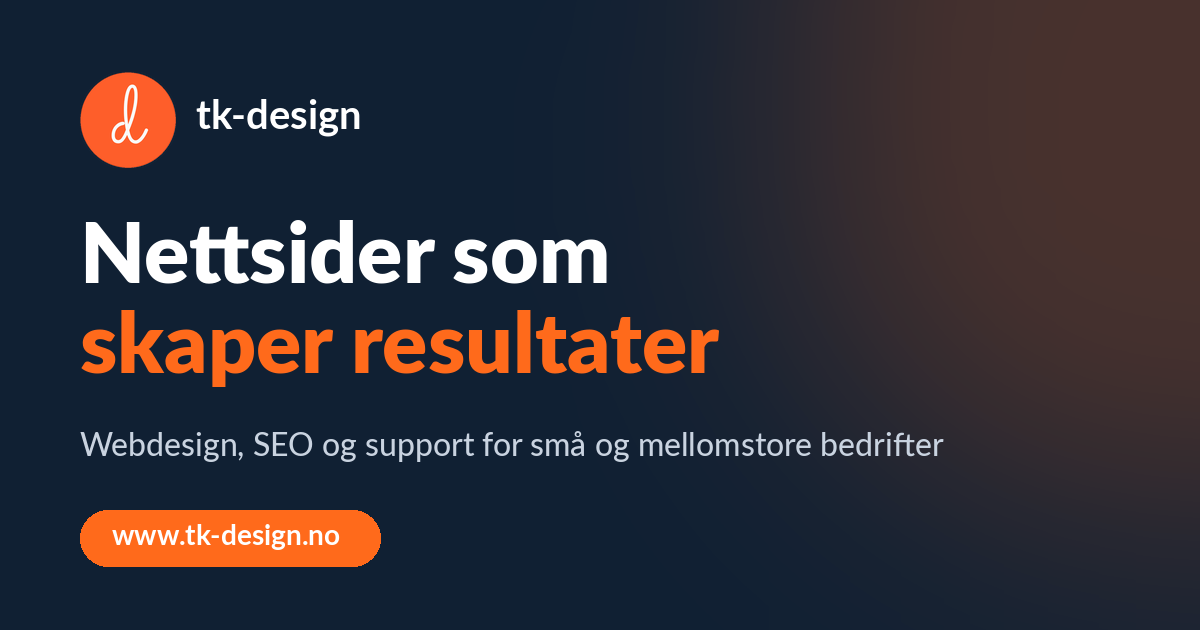 d
tk-design
Nettsider som
skaper resultater
Webdesign, SEO og support for små og mellomstore bedrifter
www.tk-design.no